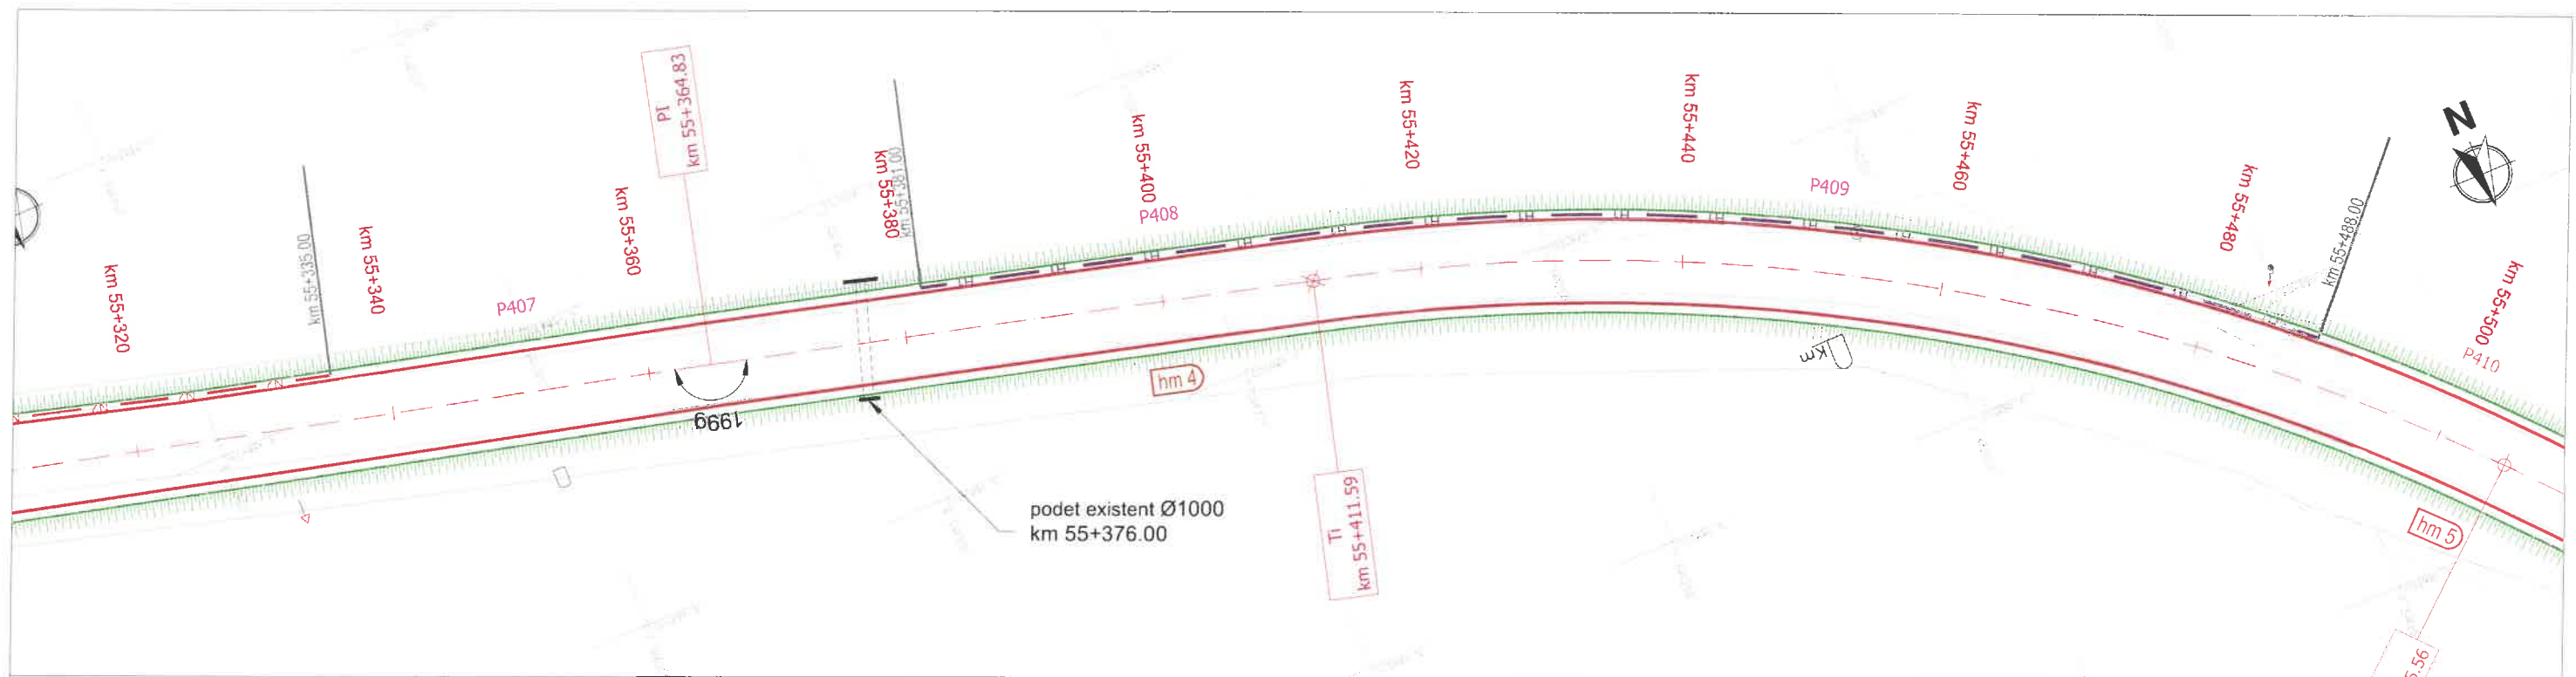 PI
km 55+364.83
km 55+320
km 55+335.00
km 55+340
P407
km 55+360
km 55+380
km 55+381.00
km 55+400
P408
km 55+420
km 55+440
P409
km 55+460
km 55+480
km 55+488.00
km 55+500
P410
N
199g
hm 4
km
hm 5
podet existent Ø1000
km 55+376.00
Ti
km 55+411.59
5.56